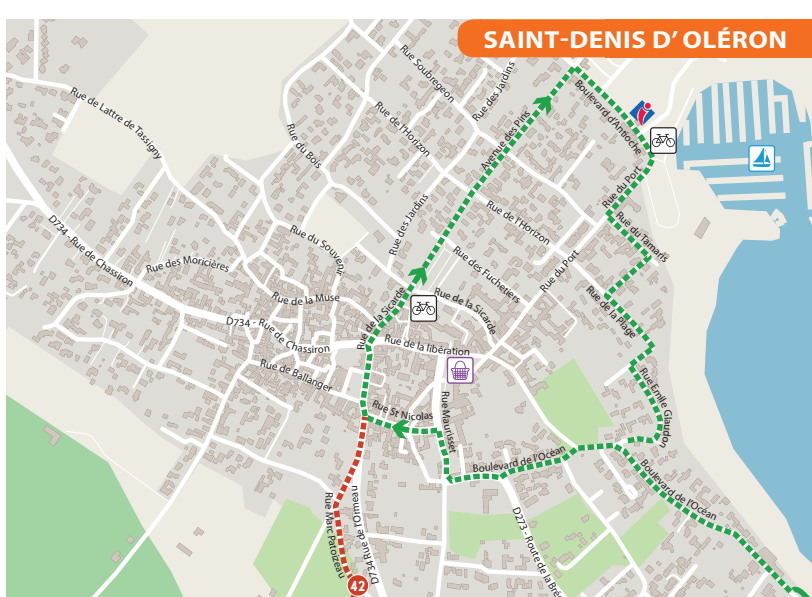 SAINT-DENIS D' OLÉRON
Rue Soubregeon
Rue des Jardins
Rue de Lattre de Tassigny
Boulevard d'Antioche
Rue de l'Horizon
Avenue des Pins
Rue du Bois
Rue du Port
Rue des Jardins
Rue de l'Horizon
Rue du Tamaris
D734 - Rue de Chassiron
Rue du Souvenir
Rue des Fuchetiers
Rue du Port
Rue des Moricières
Rue de la Muse
Rue de la Sicarde
Rue de la Sicarde
Rue de la Plage
D734 - Rue de Chassiron
Rue de la libération
Rue de Ballanger
Rue Emile Glaudon
Rue St Nicolas
Rue Maurisset
Boulevard de l'Océan
Boulevard de l'Océan
Rue Marc Patoizeau
D734 Rue de l'Ormeau
D273 - Route de la Bré
42